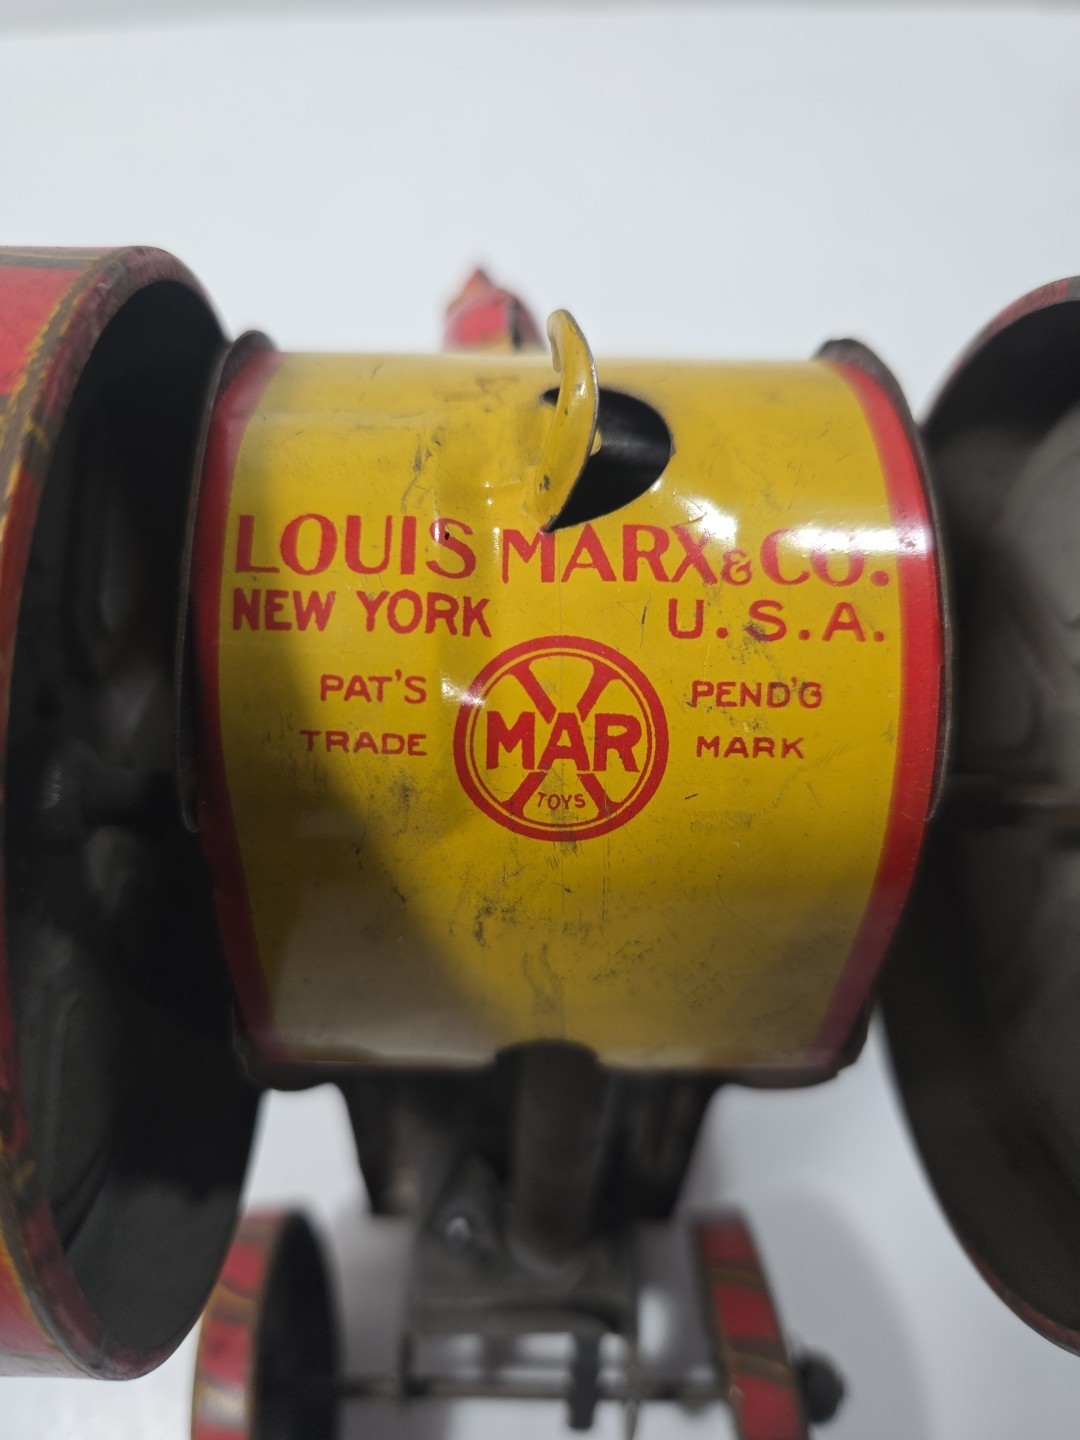 LOUIS MARX & CO.
NEW YORK U.S.A.
PAT'S PEND'G
TRADE MARK
MAR
TOYS